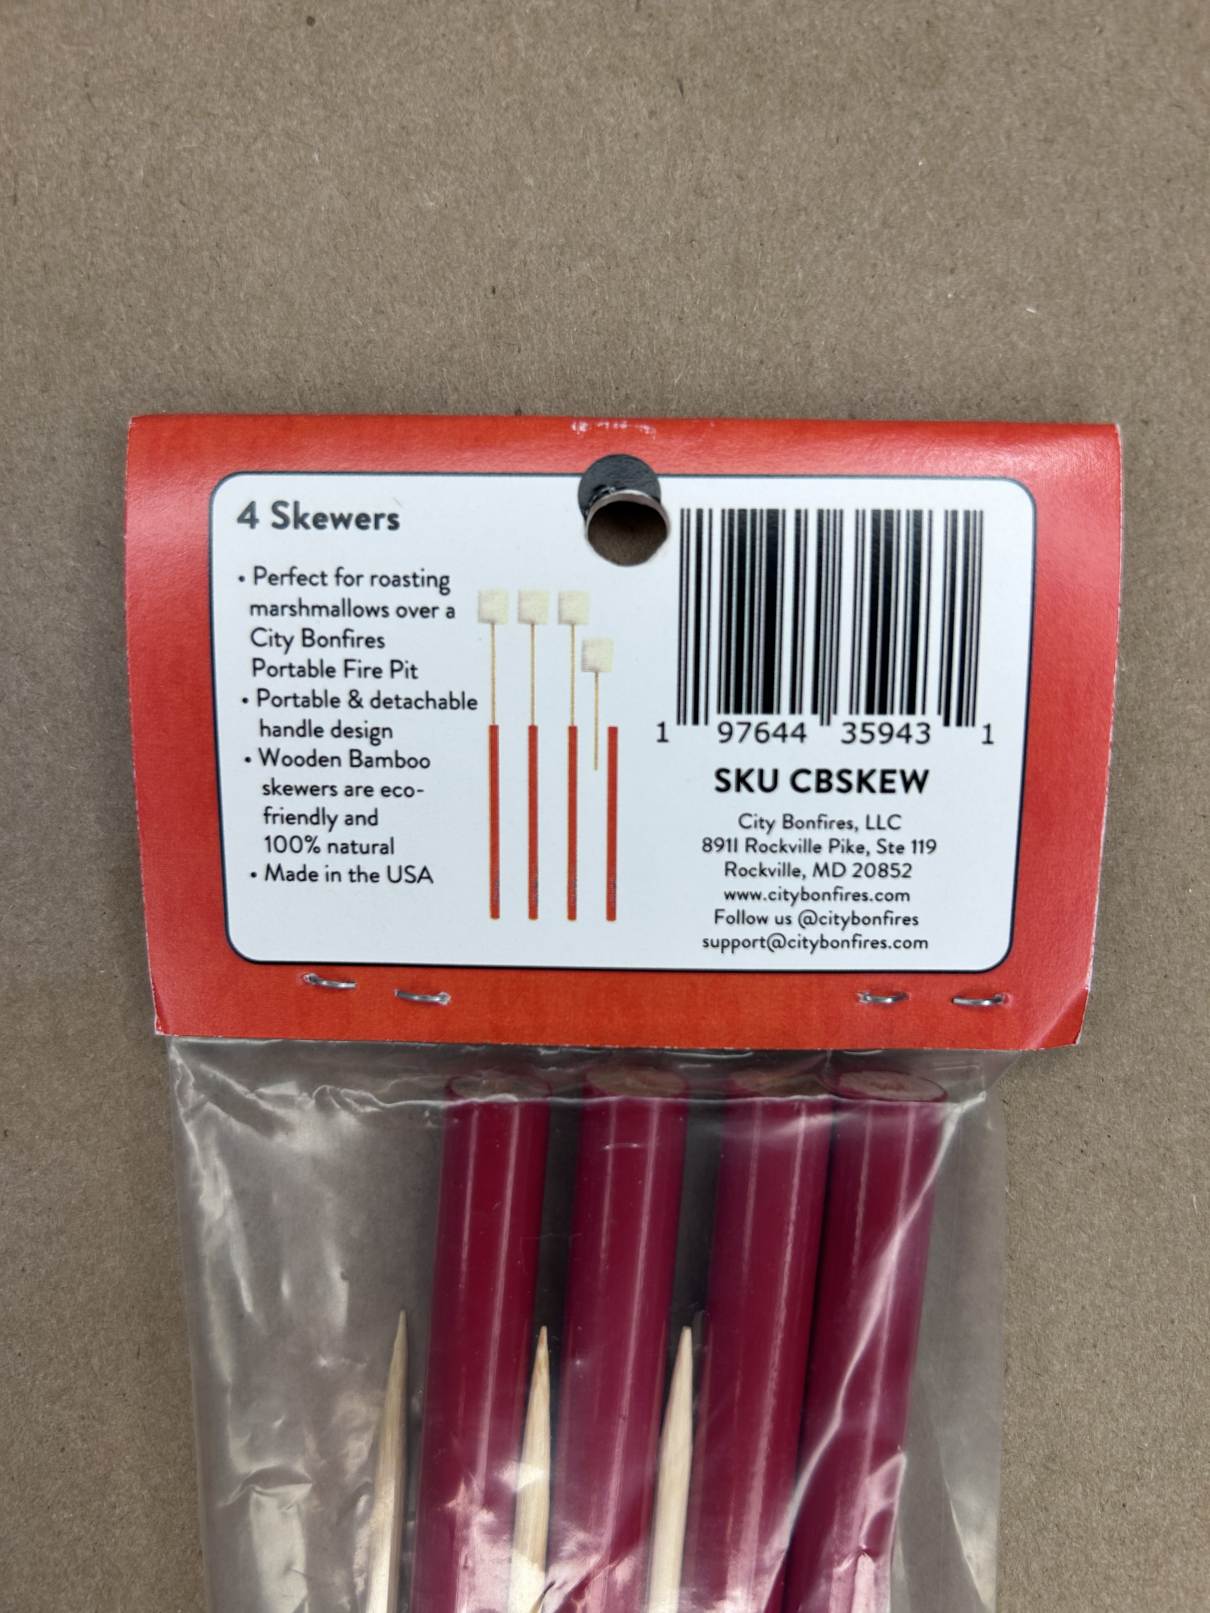 4 Skewers
• Perfect for roasting
marshmallows over a
City Bonfires
Portable Fire Pit
• Portable & detachable
handle design
• Wooden Bamboo
skewers are eco-
friendly and
100% natural
• Made in the USA
1 97644 35943 1
SKU CBSKEW
City Bonfires, LLC
8911 Rockville Pike, Ste 119
Rockville, MD 20852
www.citybonfires.com
Follow us @citybonfires
support@citybonfires.com